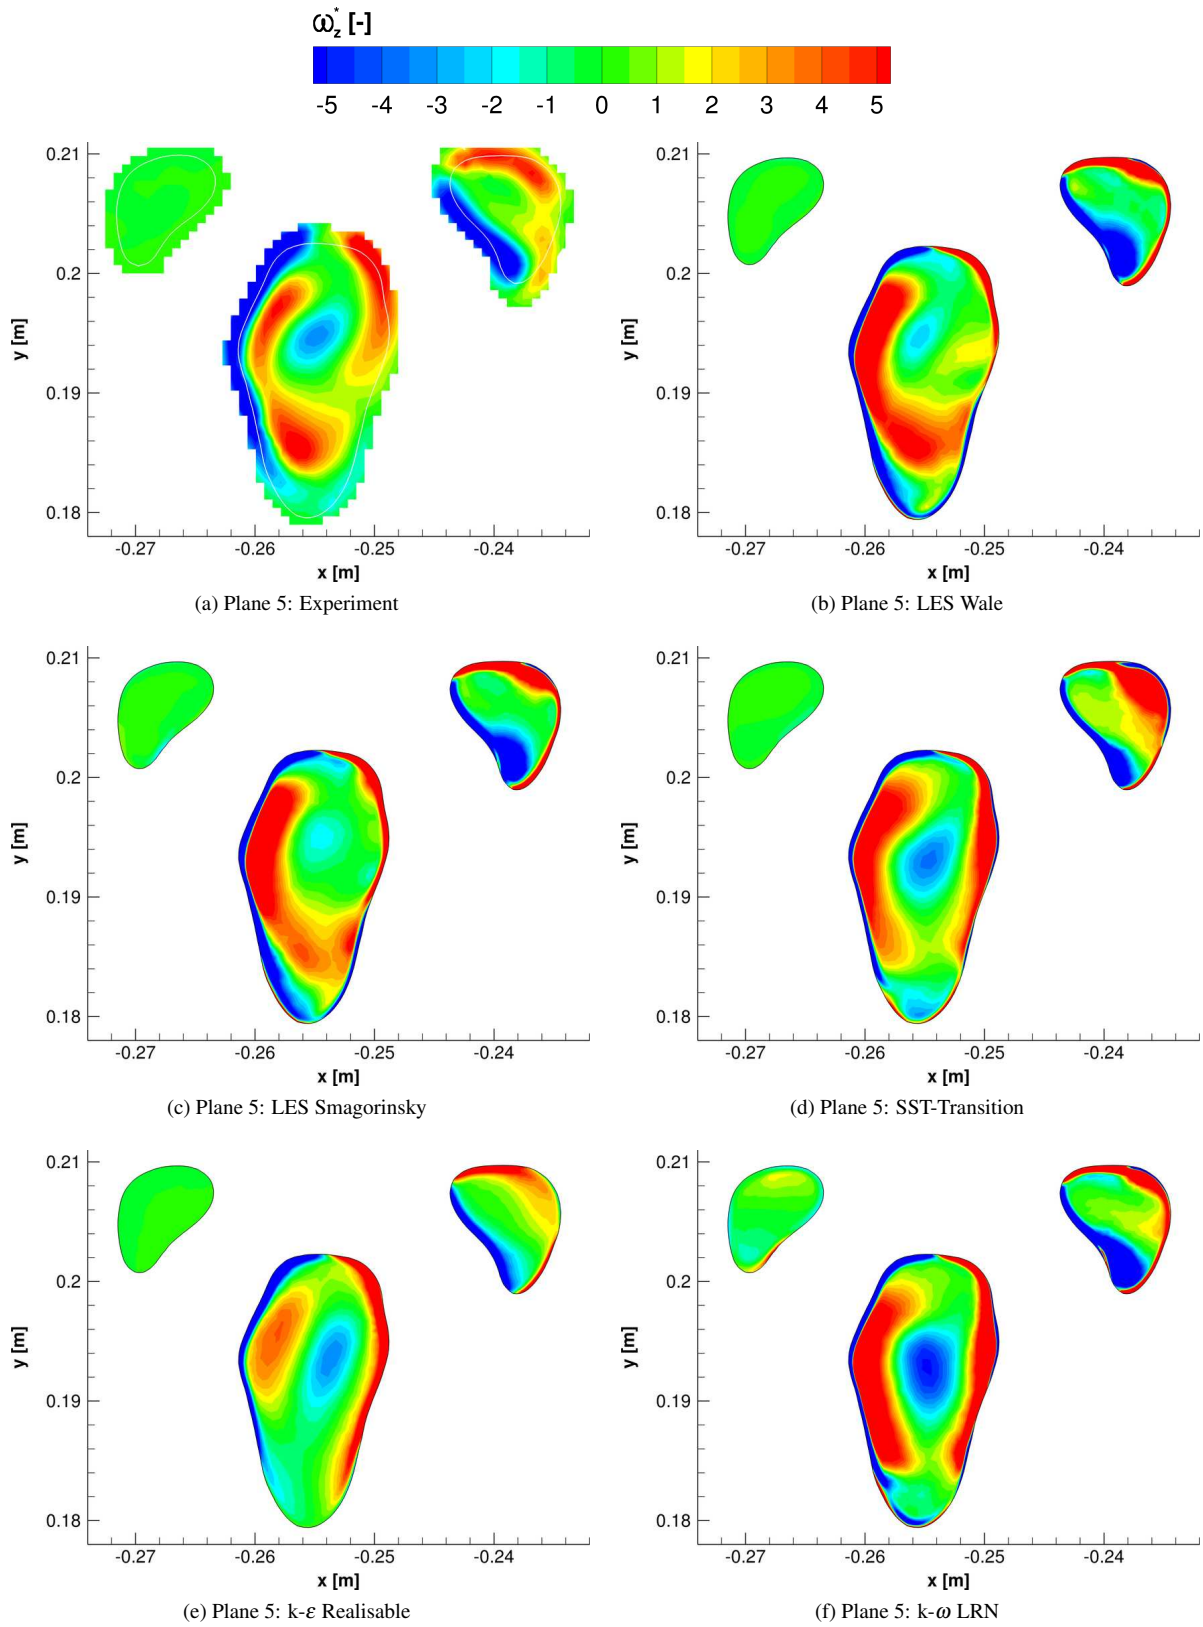 ω*z [-]
-5 -4 -3 -2 -1 0 1 2 3 4 5
0.21
0.2
0.19
0.18
y [m]
-0.27 -0.26 -0.25 -0.24
x [m]
(a) Plane 5: Experiment
0.21
0.2
0.19
0.18
y [m]
-0.27 -0.26 -0.25 -0.24
x [m]
(b) Plane 5: LES Wale
0.21
0.2
0.19
0.18
y [m]
-0.27 -0.26 -0.25 -0.24
x [m]
(c) Plane 5: LES Smagorinsky
0.21
0.2
0.19
0.18
y [m]
-0.27 -0.26 -0.25 -0.24
x [m]
(d) Plane 5: SST-Transition
0.21
0.2
0.19
0.18
y [m]
-0.27 -0.26 -0.25 -0.24
x [m]
(e) Plane 5: k-ε Realisable
0.21
0.2
0.19
0.18
y [m]
-0.27 -0.26 -0.25 -0.24
x [m]
(f) Plane 5: k-ω LRN